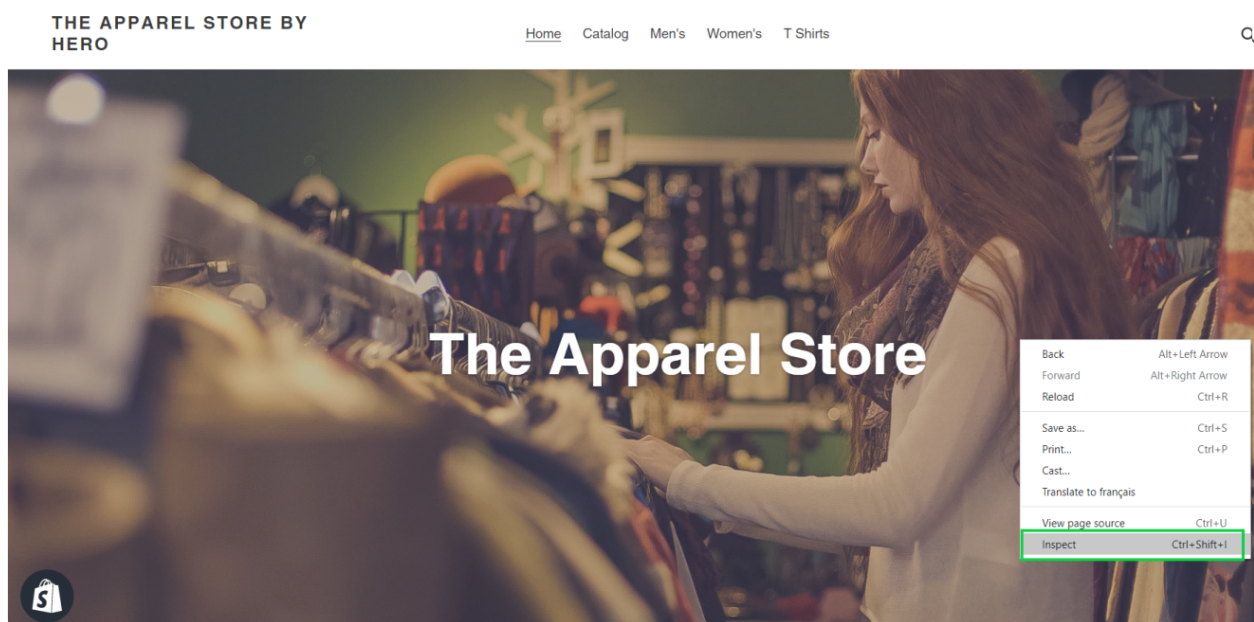 THE APPAREL STORE BY
HERO
Home Catalog Men's Women's T Shirts
The Apparel Store
Back Alt+Left Arrow
Forward Alt+Right Arrow
Reload Ctrl+R
Save as... Ctrl+S
Print... Ctrl+P
Cast...
Translate to français
View page source Ctrl+U
Inspect Ctrl+Shift+I
S